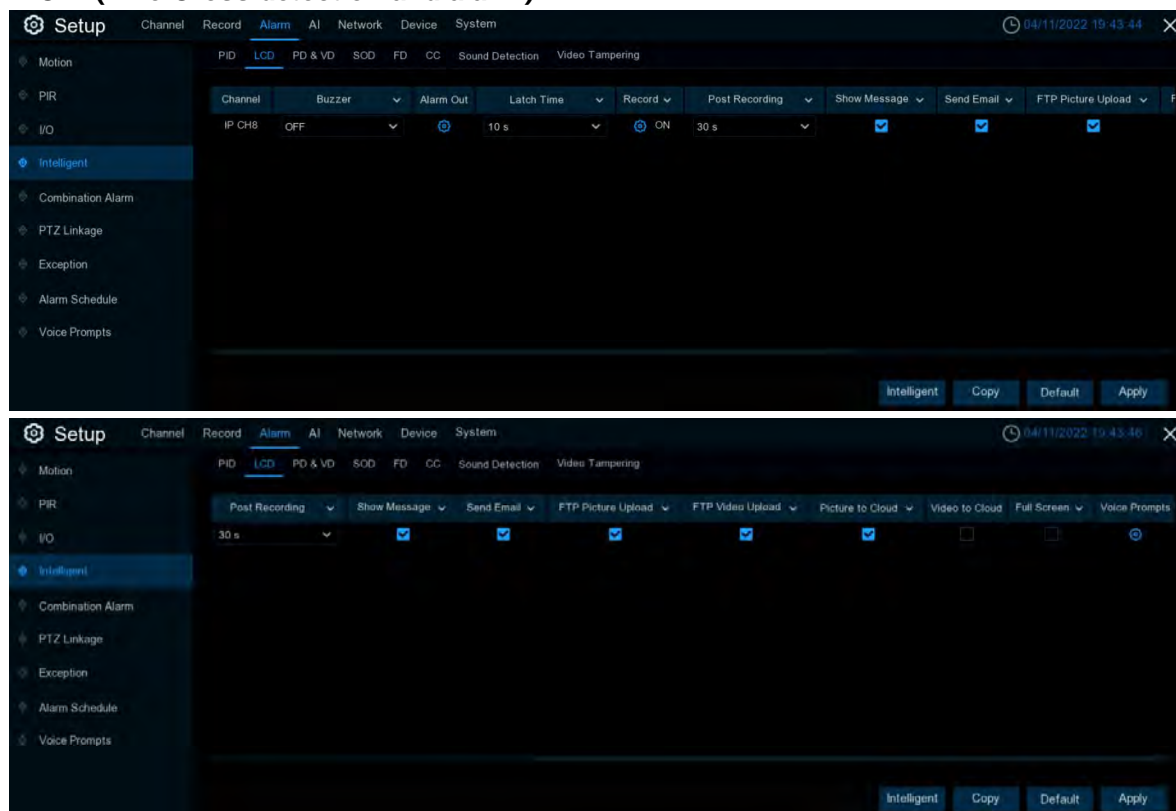 Setup Channel Record Alarm AI Network Device System 04/11/2022 19:43:44
PID LCD PD & VD SOD FD CC Sound Detection Video Tampering
Motion
PIR
I/O
Intelligent
Combination Alarm
PTZ Linkage
Exception
Alarm Schedule
Voice Prompts
Channel Buzzer Alarm Out Latch Time Record Post Recording Show Message Send Email FTP Picture Upload F
IP CH8 OFF 10 s ON 30 s
Intelligent Copy Default Apply
Setup Channel Record Alarm AI Network Device System 04/11/2022 19:43:46
PID LCD PD & VD SOD FD CC Sound Detection Video Tampering
Motion
PIR
I/O
Intelligent
Combination Alarm
PTZ Linkage
Exception
Alarm Schedule
Voice Prompts
Post Recording Show Message Send Email FTP Picture Upload FTP Video Upload Picture to Cloud Video to Cloud Full Screen Voice Prompts
30 s
Intelligent Copy Default Apply